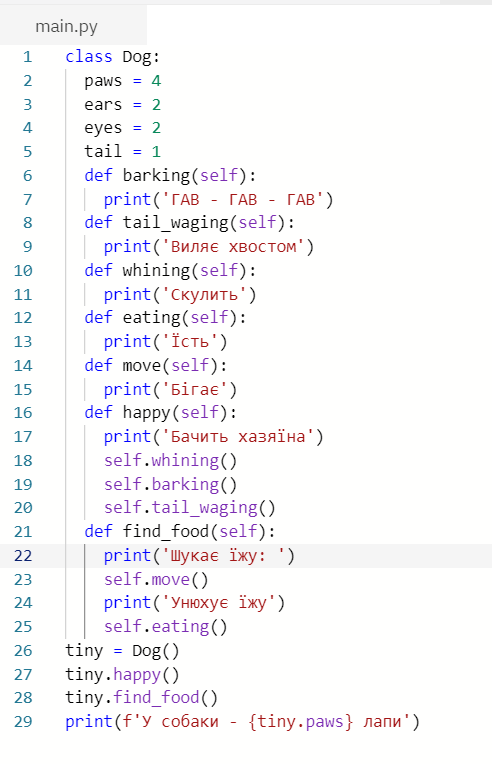 main.py
1 class Dog:
2 paws = 4
3 ears = 2
4 eyes = 2
5 tail = 1
6 def barking(self):
7 print('ГАВ - ГАВ - ГАВ')
8 def tail_waging(self):
9 print('Виляє хвостом')
10 def whining(self):
11 print('Скулить')
12 def eating(self):
13 print('Їсть')
14 def move(self):
15 print('Бігає')
16 def happy(self):
17 print('Бачить хазяїна')
18 self.whining()
19 self.barking()
20 self.tail_waging()
21 def find_food(self):
22 print('Шукає їжу: ')
23 self.move()
24 print('Унюхує їжу')
25 self.eating()
26 tiny = Dog()
27 tiny.happy()
28 tiny.find_food()
29 print(f'У собаки - {tiny.paws} лапи')